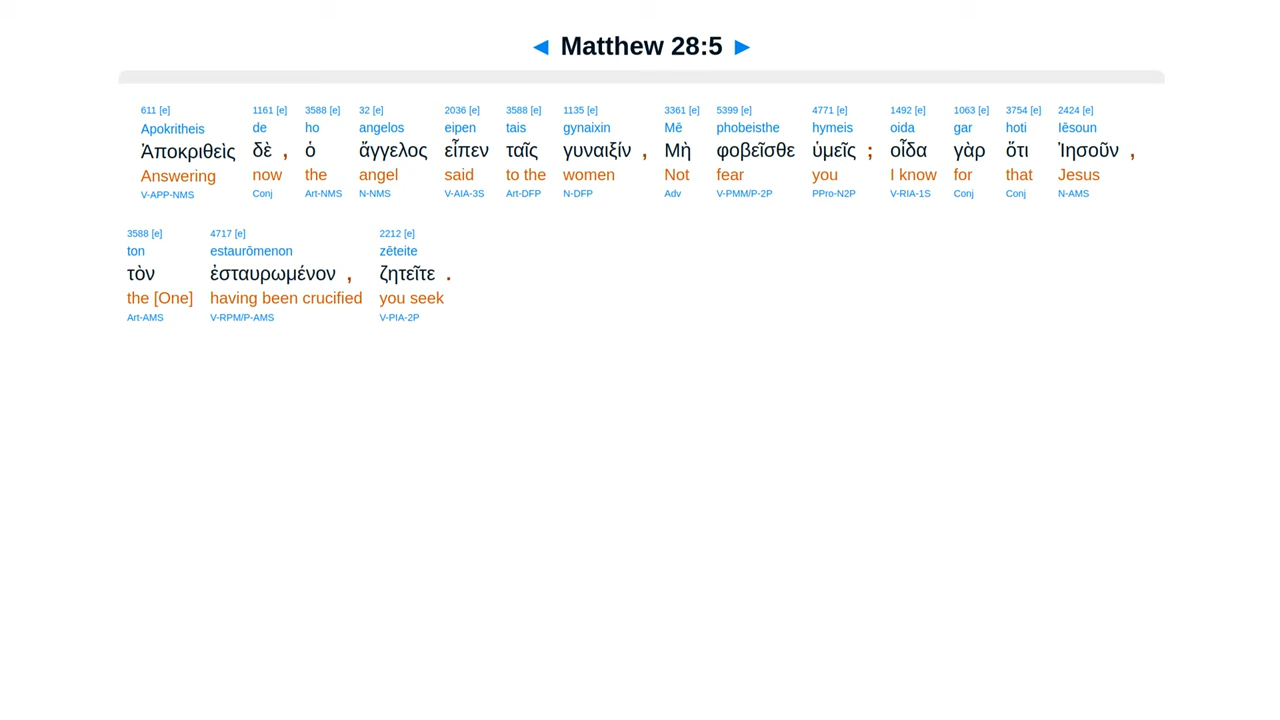 ◄ Matthew 28:5 ►
611 [e] 1161 [e] 3588 [e] 32 [e] 2036 [e] 3588 [e] 1135 [e] 3361 [e] 5399 [e] 4771 [e] 1492 [e] 1063 [e] 3754 [e] 2424 [e]
Apokritheis de ho angelos eipen tais gynaixin Mē phobeisthe hymeis oida gar hoti Iēsoun
Ἀποκριθεὶς δὲ , ὁ ἄγγελος εἶπεν ταῖς γυναιξίν , Μὴ φοβεῖσθε ὑμεῖς ; οἶδα γὰρ ὅτι Ἰησοῦν ,
Answering now the angel said to the women Not fear you I know for that Jesus
V-APP-NMS Conj Art-NMS N-NMS V-AIA-3S Art-DFP N-DFP Adv V-PMM/P-2P PPro-N2P V-RIA-1S Conj Conj N-AMS
3588 [e] 4717 [e] 2212 [e]
ton estaurōmenon zēteite
τὸν ἐσταυρωμένον , ζητεῖτε .
the [One] having been crucified you seek
Art-AMS V-RPM/P-AMS V-PIA-2P